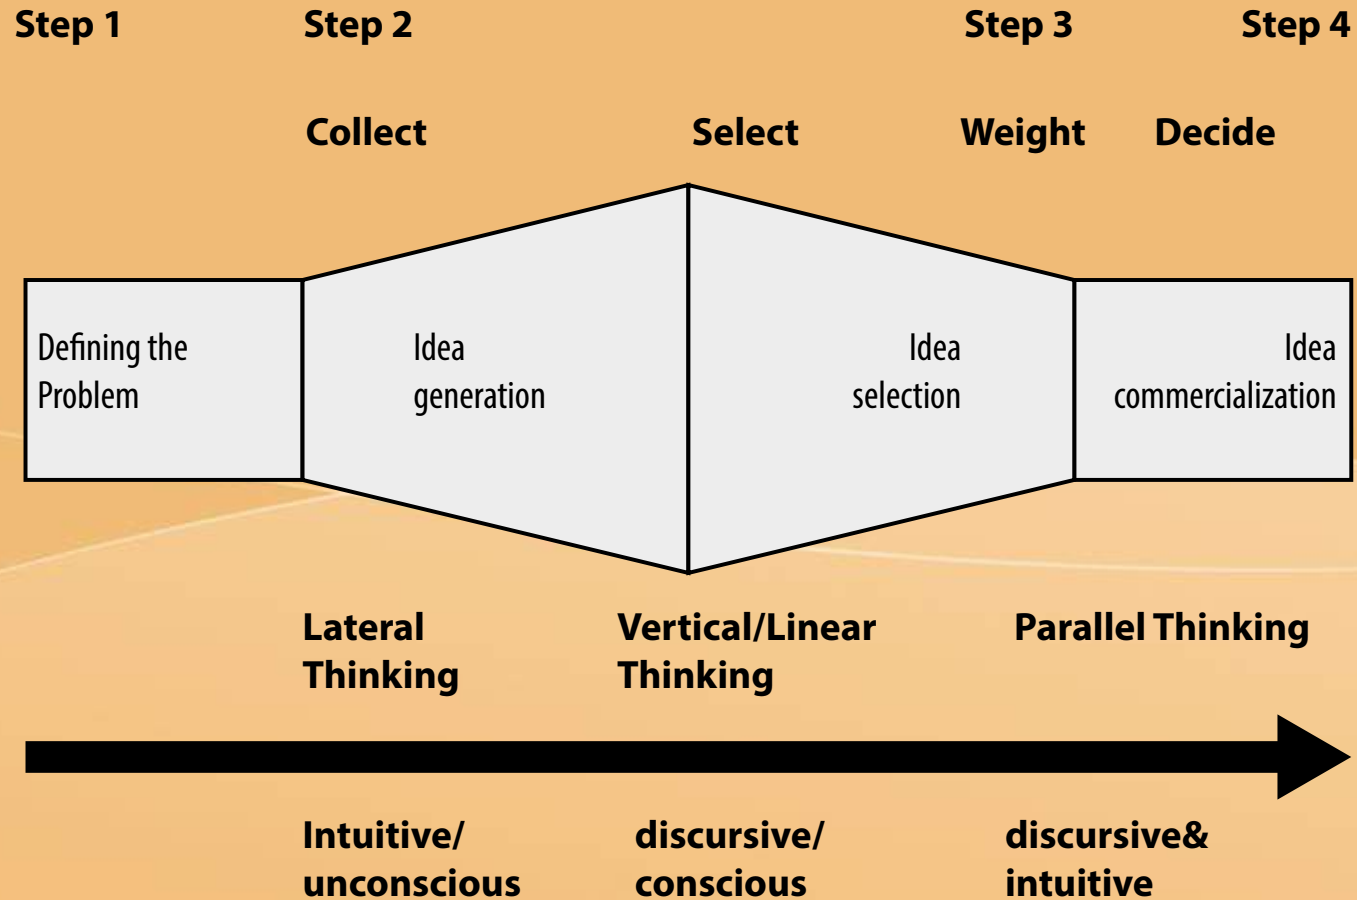 Step 1 Step 2 Step 3 Step 4
Collect Select Weight Decide
Defining the
Problem
Idea
generation
Idea
selection
Idea
commercialization
Lateral
Thinking
Vertical/Linear
Thinking
Parallel Thinking
Intuitive/
unconscious
discursive/
conscious
discursive&
intuitive